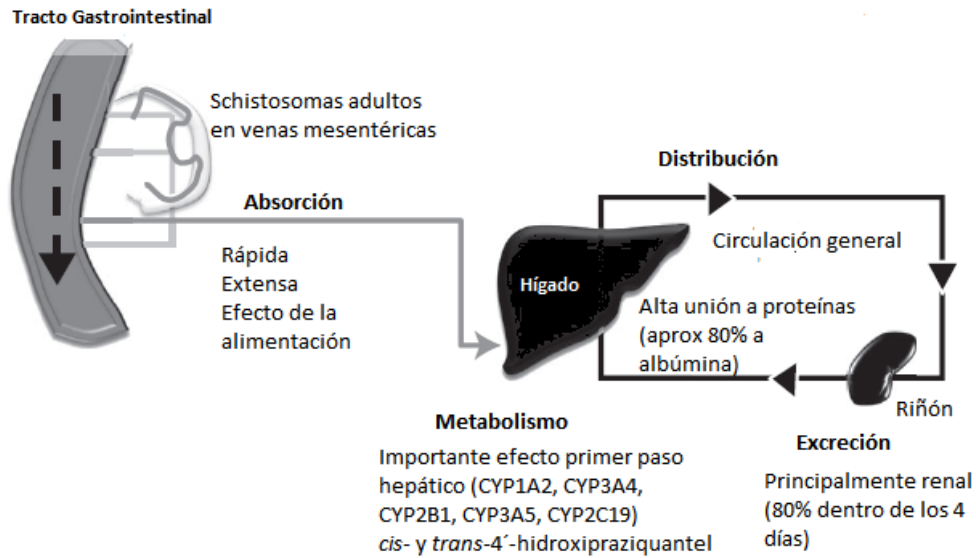 Tracto Gastrointestinal
Schistosomas adultos
en venas mesentéricas
Absorción
Rápida
Extensa
Efecto de la
alimentación
Distribución
Circulación general
Hígado
Alta unión a proteínas
(aprox 80% a
albúmina)
Riñón
Metabolismo
Importante efecto primer paso
hepático (CYP1A2, CYP3A4,
CYP2B1, CYP3A5, CYP2C19)
cis- y trans-4´-hidroxipraziquantel
Excreción
Principalmente renal
(80% dentro de los 4
días)